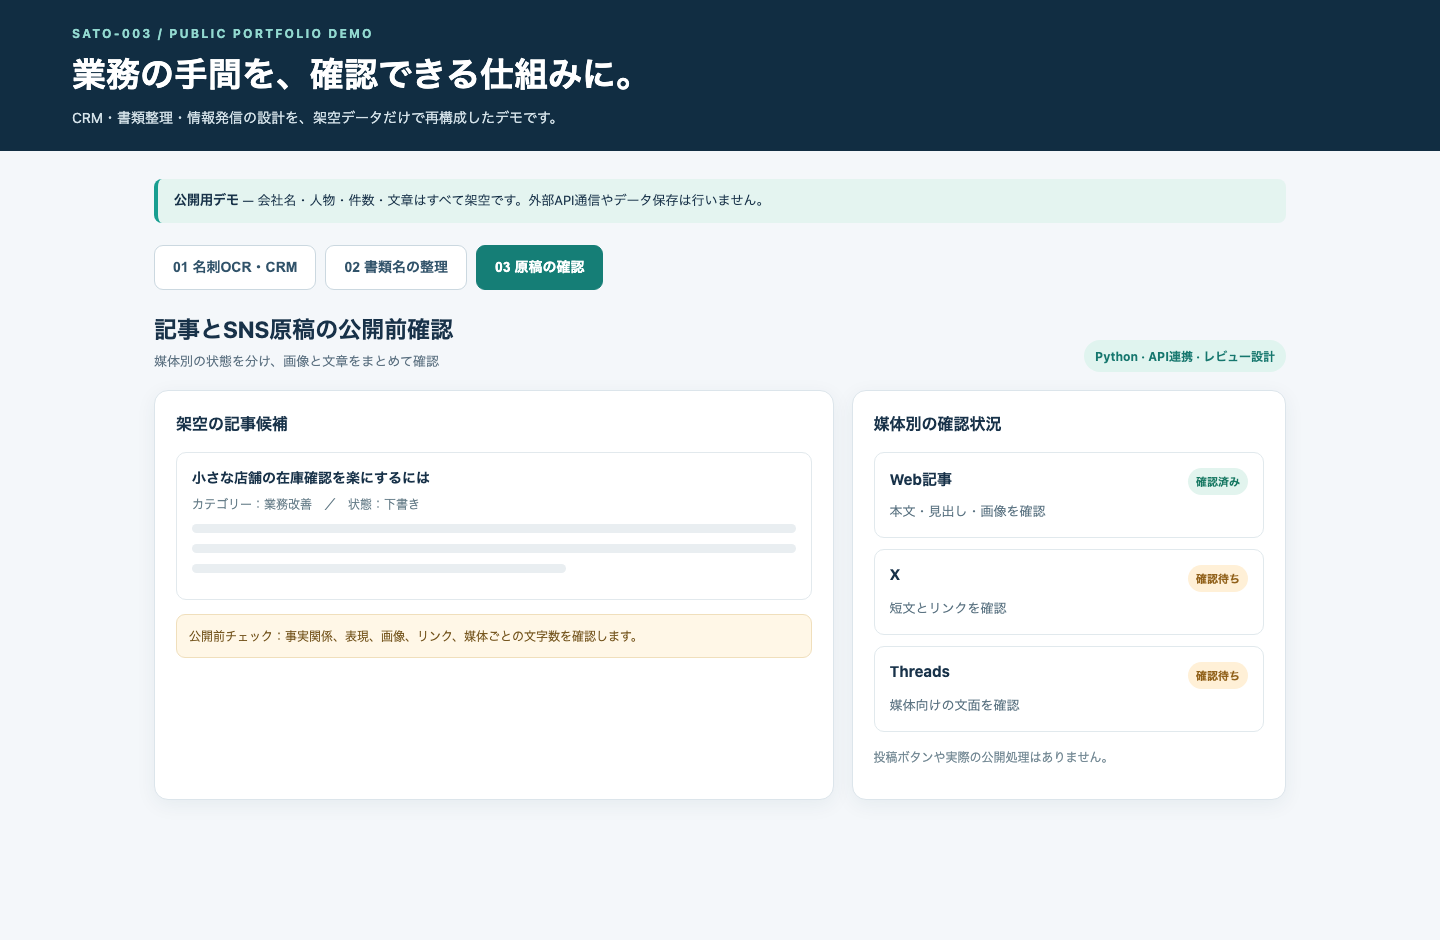 SATO-003 / PUBLIC PORTFOLIO DEMO
業務の手間を、確認できる仕組みに。
CRM・書類整理・情報発信の設計を、架空データだけで再構成したデモです。
公開用デモ — 会社名・人物・件数・文章はすべて架空です。外部API通信やデータ保存は行いません。
01 名刺OCR・CRM
02 書類名の整理
03 原稿の確認
記事とSNS原稿の公開前確認
媒体別の状態を分け、画像と文章をまとめて確認
Python · API連携 · レビュー設計
架空の記事候補
小さな店舗の在庫確認を楽にするには
カテゴリー：業務改善　／　状態：下書き
公開前チェック：事実関係、表現、画像、リンク、媒体ごとの文字数を確認します。
媒体別の確認状況
Web記事
確認済み
本文・見出し・画像を確認
X
確認待ち
短文とリンクを確認
Threads
確認待ち
媒体向けの文面を確認
投稿ボタンや実際の公開処理はありません。